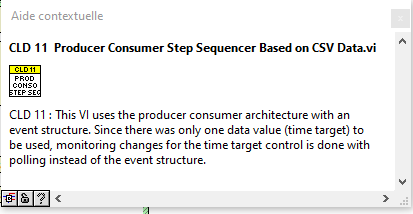 Aide contextuelle
CLD 11 Producer Consumer Step Sequencer Based on CSV Data.vi
CLD 11
PROD
CONSO
STEP SEQ
CLD 11 : This VI uses the producer consumer architecture with an
event structure. Since there was only one data value (time target) to
be used, monitoring changes for the time target control is done with
polling instead of the event structure.